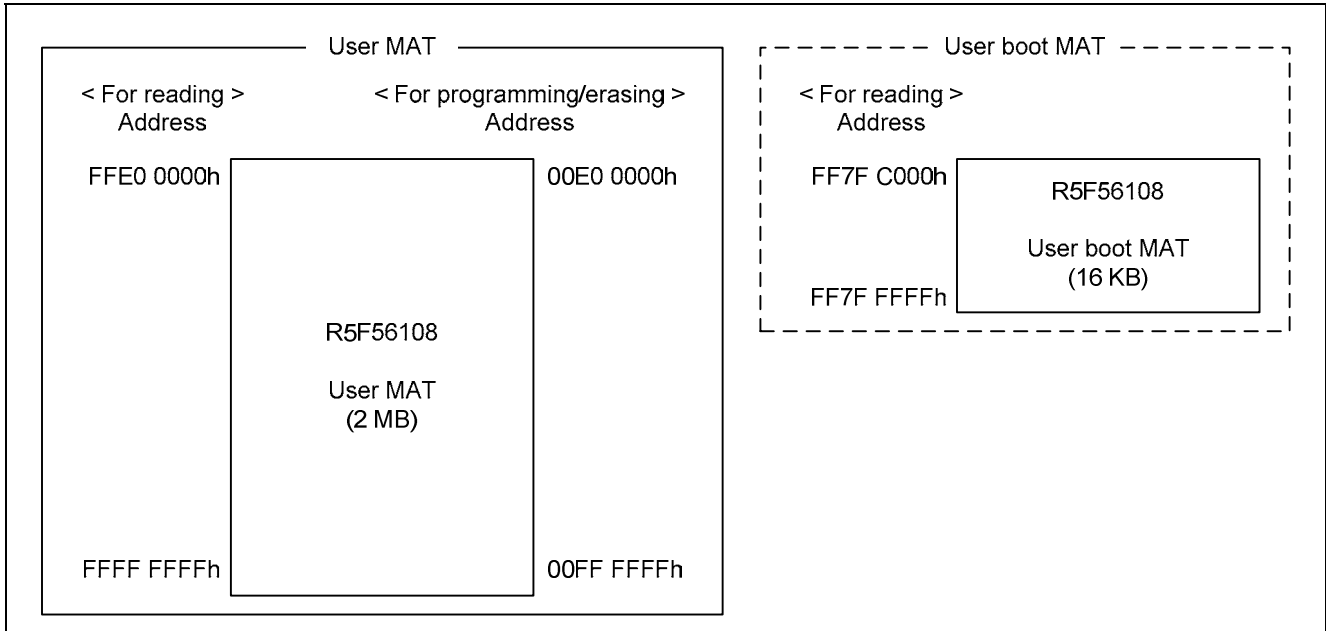 User MAT
< For reading >
Address
< For programming/erasing >
Address
FFE0 0000h
00E0 0000h
R5F56108
User MAT
(2 MB)
FFFF FFFFh
00FF FFFFh
User boot MAT
< For reading >
Address
FF7F C000h
R5F56108
User boot MAT
(16 KB)
FF7F FFFFh